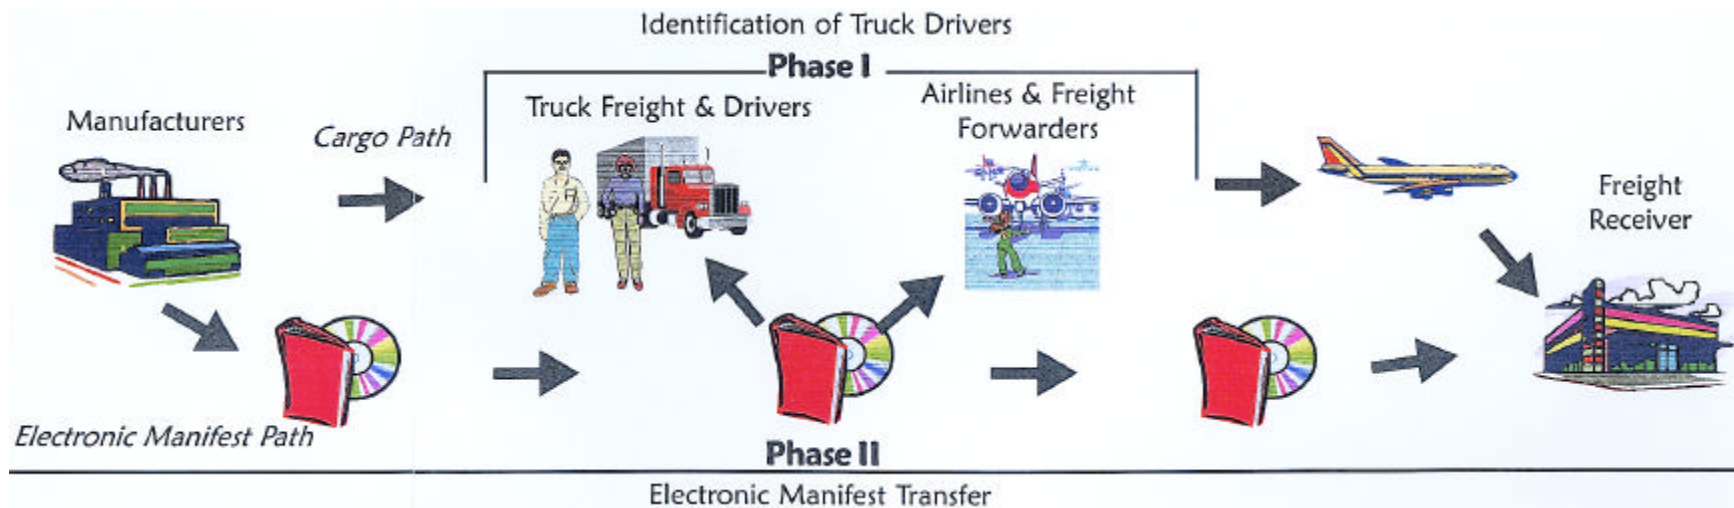 Identification of Truck Drivers
Phase I
Manufacturers
Cargo Path
Truck Freight & Drivers
Airlines & Freight
Forwarders
Freight
Receiver
Electronic Manifest Path
Phase II
Electronic Manifest Transfer